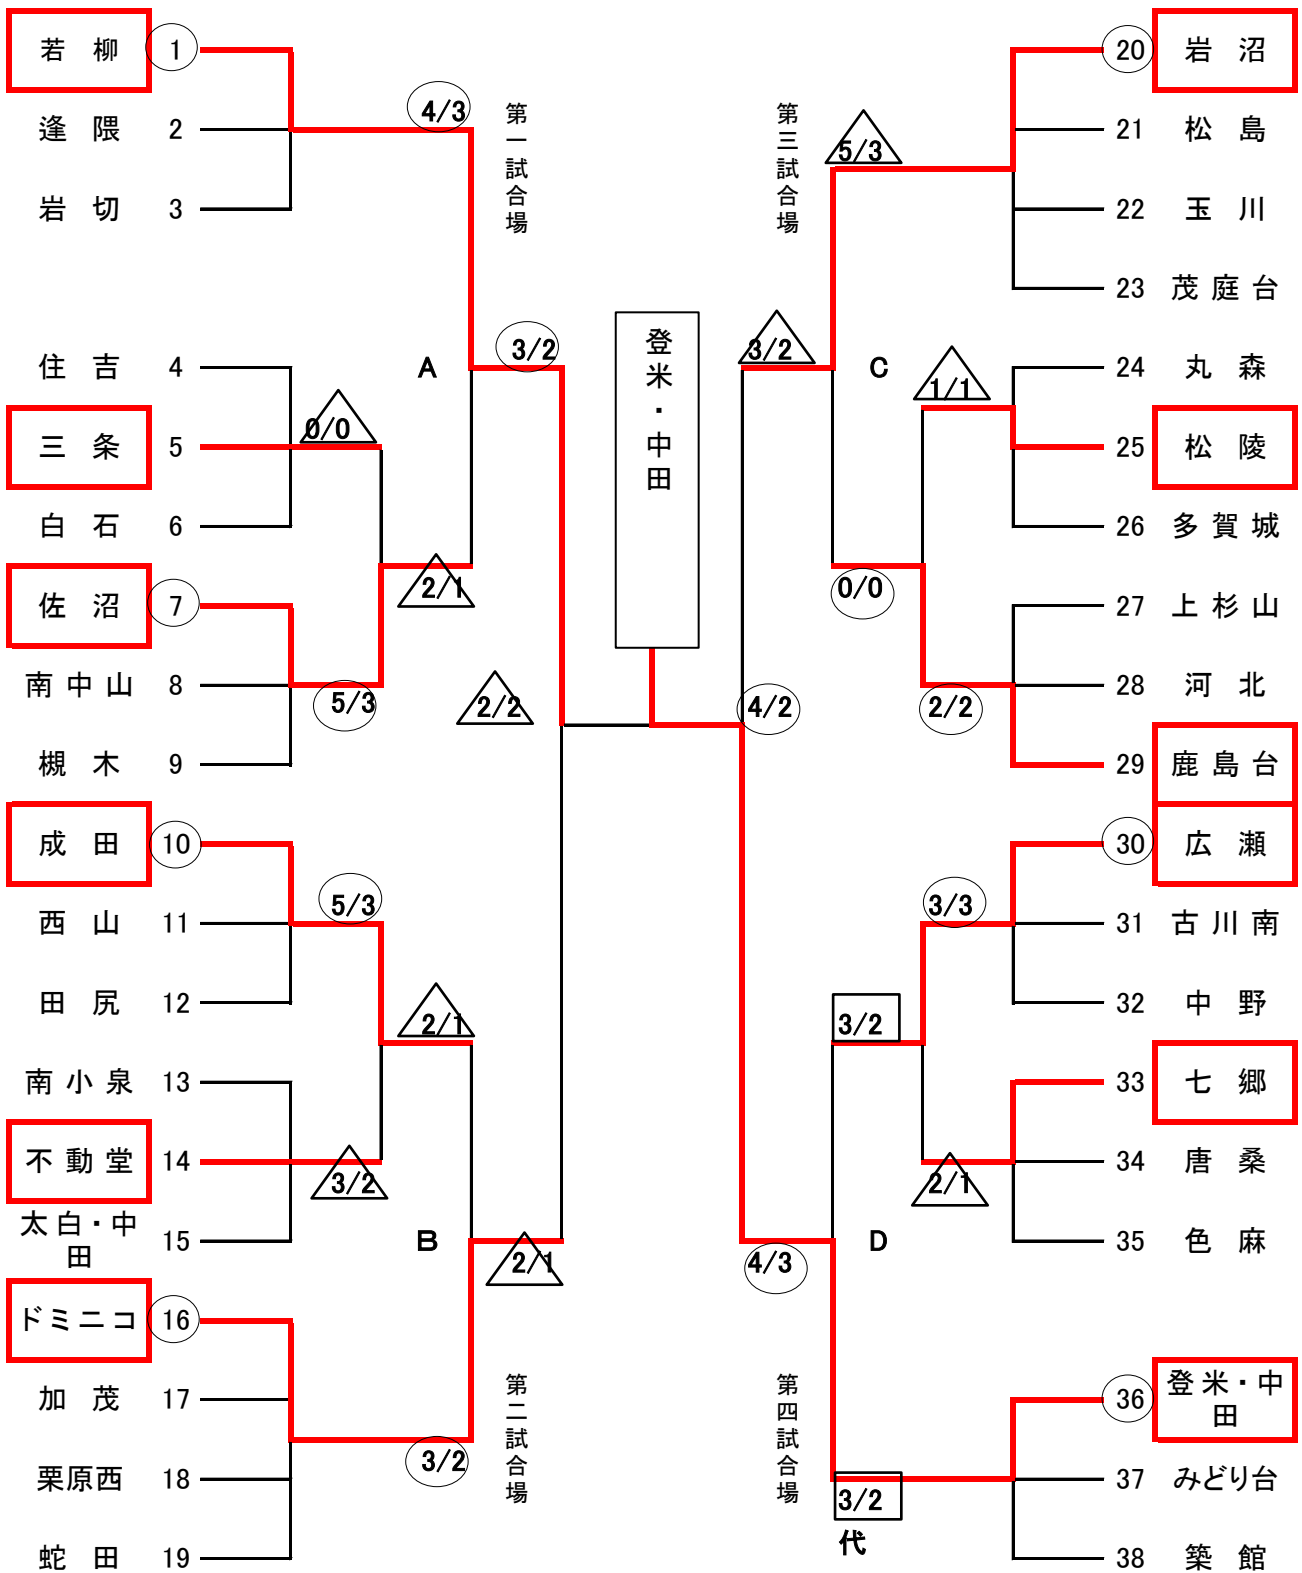 若柳 1
逢隈 2
岩切 3
住吉 4
三条 5
白石 6
佐沼 7
南中山 8
槻木 9
成田 10
西山 11
田尻 12
南小泉 13
不動堂 14
太白・中
田 15
ドミニコ 16
加茂 17
栗原西 18
蛇田 19
4/3
第一試合場
3/2
A
0/0
2/1
5/3
2/2
5/3
2/1
3/2
B
2/1
3/2
第二試合場
登米・中田
第三試合場
5/3
3/2
C
1/1
0/0
4/2
2/2
3/3
3/2
2/1
D
4/3
第四試合場
3/2
代
20 岩沼
21 松島
22 玉川
23 茂庭台
24 丸森
25 松陵
26 多賀城
27 上杉山
28 河北
29 鹿島台
30 広瀬
31 古川南
32 中野
33 七郷
34 唐桑
35 色麻
36 登米・中
田
37 みどり台
38 築館